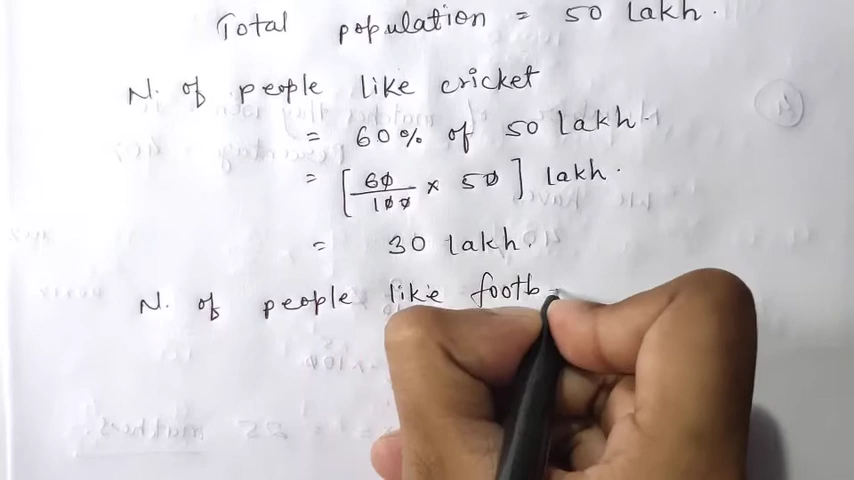 Total population = 50 lakh.
N. of people like cricket
= 60% of 50 lakh
= [60/100 × 50] lakh.
= 30 lakh.
N. of people like footb